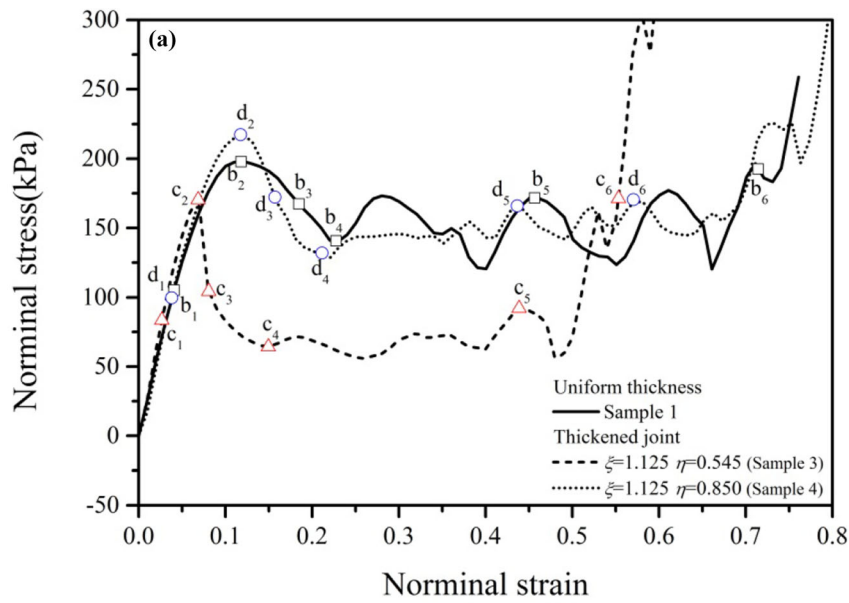 (a)
300
250
200
150
100
50
0
-50
Norminal stress(kPa)
d₂
b₂
c₂
b₃
d₃
b₄
d₄
d₅
b₅
c₆
d₆
b₆
d₁
b₁
c₁
c₃
c₄
c₅
Uniform thickness
Sample 1
Thickened joint
ξ=1.125 η=0.545 (Sample 3)
ξ=1.125 η=0.850 (Sample 4)
0.0 0.1 0.2 0.3 0.4 0.5 0.6 0.7 0.8
Norminal strain